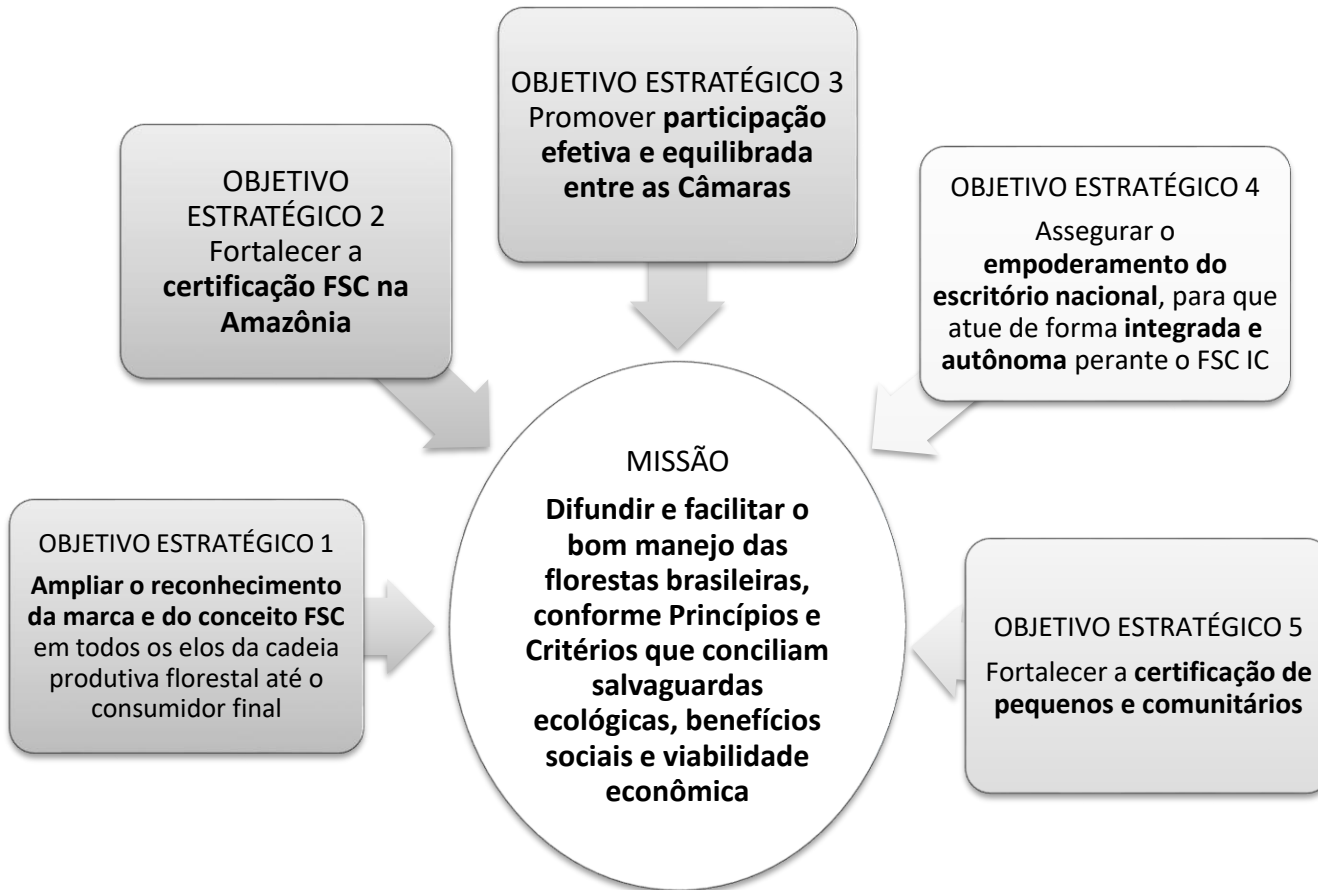 OBJETIVO ESTRATÉGICO 1
Ampliar o reconhecimento
da marca e do conceito FSC
em todos os elos da cadeia
produtiva florestal até o
consumidor final
OBJETIVO
ESTRATÉGICO 2
Fortalecer a
certificação FSC na
Amazônia
OBJETIVO ESTRATÉGICO 3
Promover participação
efetiva e equilibrada
entre as Câmaras
OBJETIVO ESTRATÉGICO 4
Assegurar o
empoderamento do
escritório nacional, para que
atue de forma integrada e
autônoma perante o FSC IC
OBJETIVO ESTRATÉGICO 5
Fortalecer a certificação de
pequenos e comunitários
MISSÃO
Difundir e facilitar o
bom manejo das
florestas brasileiras,
conforme Princípios e
Critérios que conciliam
salvaguardas
ecológicas, benefícios
sociais e viabilidade
econômica